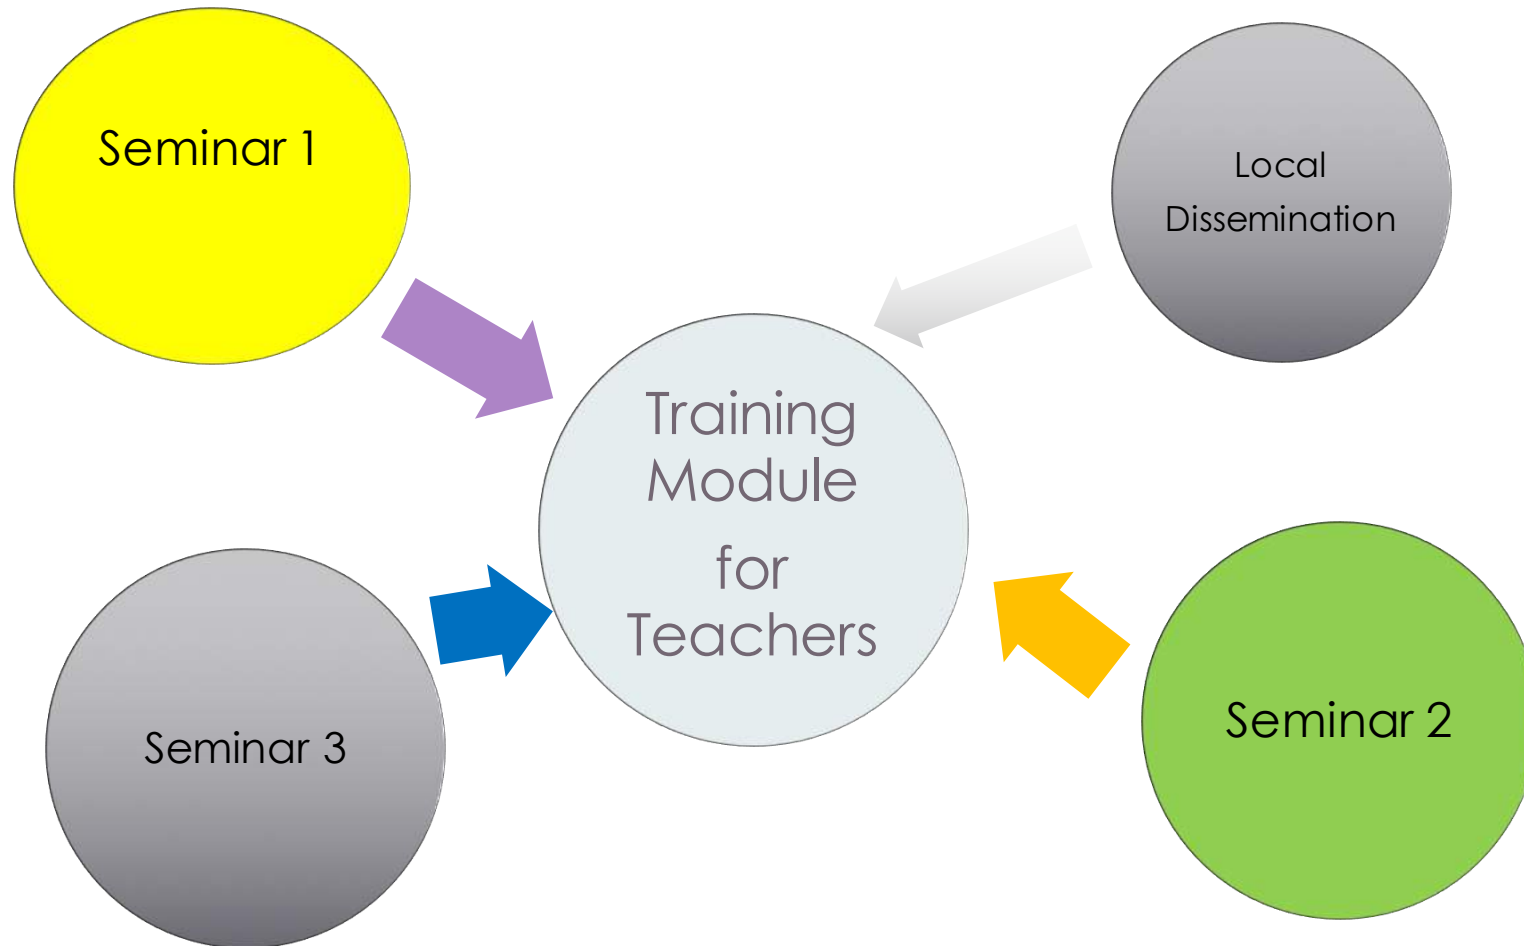 Seminar 1
Local
Dissemination
Training
Module
for
Teachers
Seminar 3
Seminar 2